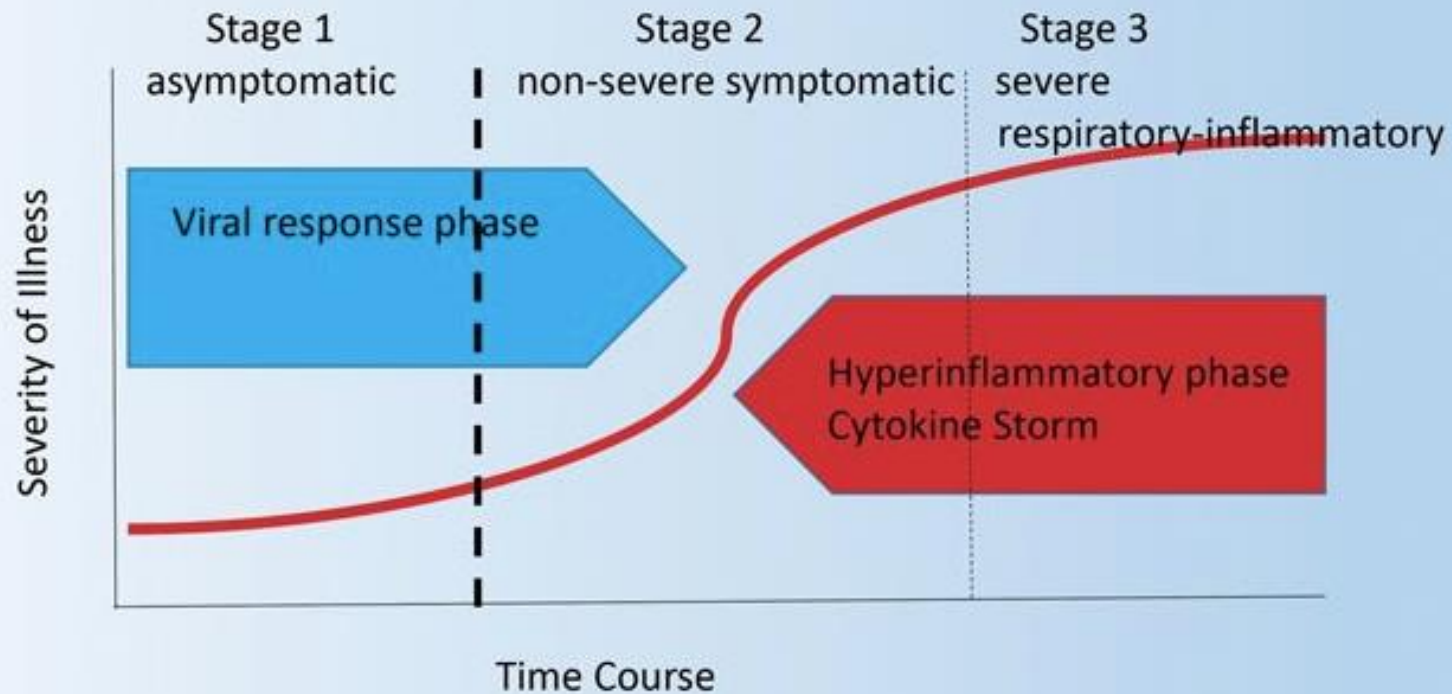 Stage 1
asymptomatic
Stage 2
non-severe symptomatic
Stage 3
severe
respiratory-inflammatory
Severity of Illness
Viral response phase
Hyperinflammatory phase
Cytokine Storm
Time Course